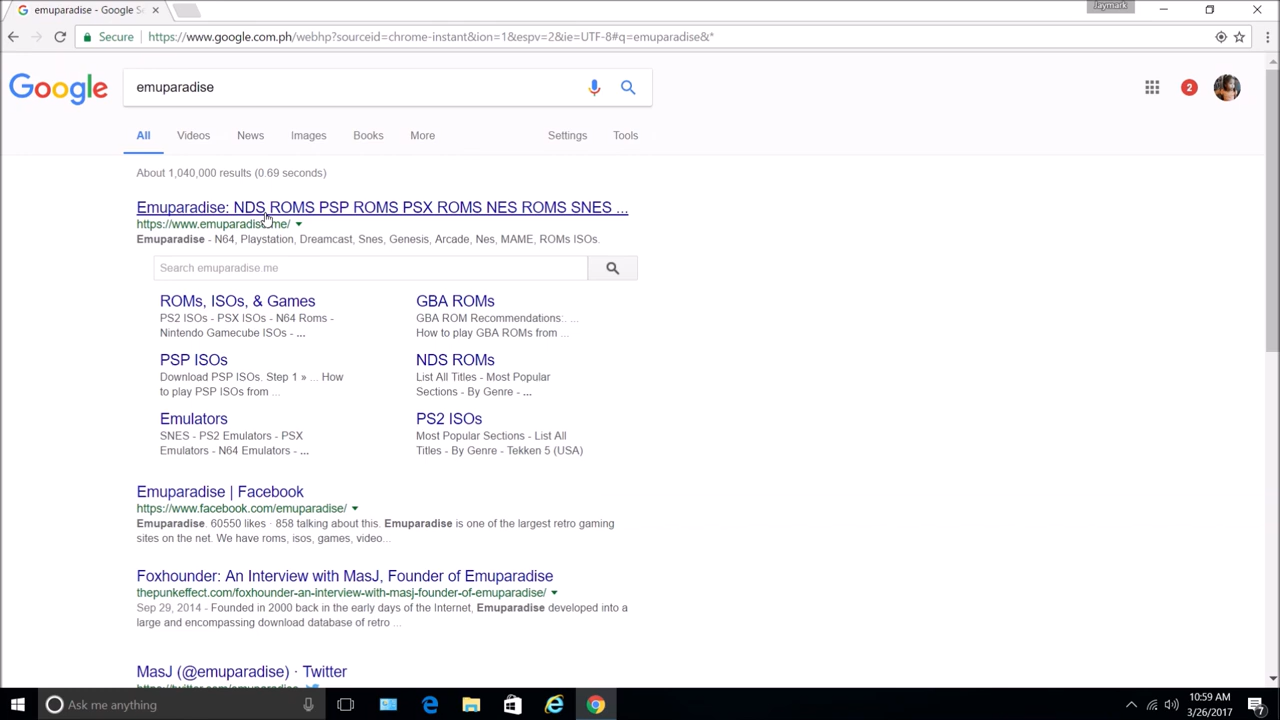 emuparadise - Google S
Jaymark
Secure
https://www.google.com.ph/webhp?sourceid=chrome-instant&ion=1&espv=2&ie=UTF-8#q=emuparadise&*
Google
emuparadise
2
All
Videos
News
Images
Books
More
Settings
Tools
About 1,040,000 results (0.69 seconds)
Emuparadise: NDS ROMS PSP ROMS PSX ROMS NES ROMS SNES ...
https://www.emuparadise.me/
Emuparadise - N64, Playstation, Dreamcast, Snes, Genesis, Arcade, Nes, MAME, ROMs ISOs.
Search emuparadise.me
ROMs, ISOs, & Games
PS2 ISOs - PSX ISOs - N64 Roms -
Nintendo Gamecube ISOs - ...
GBA ROMs
GBA ROM Recommendations:. ...
How to play GBA ROMs from ...
PSP ISOs
Download PSP ISOs. Step 1 » ... How
to play PSP ISOs from ...
NDS ROMs
List All Titles - Most Popular
Sections - By Genre - ...
Emulators
SNES - PS2 Emulators - PSX
Emulators - N64 Emulators - ...
PS2 ISOs
Most Popular Sections - List All
Titles - By Genre - Tekken 5 (USA)
Emuparadise | Facebook
https://www.facebook.com/emuparadise/
Emuparadise. 60550 likes · 858 talking about this. Emuparadise is one of the largest retro gaming
sites on the net. We have roms, isos, games, video...
Foxhounder: An Interview with MasJ, Founder of Emuparadise
thepunkeffect.com/foxhounder-an-interview-with-masj-founder-of-emuparadise/
Sep 29, 2014 - Founded in 2000 back in the early days of the Internet, Emuparadise developed into a
large and encompassing download database of retro ...
MasJ (@emuparadise) · Twitter
https://twitter.com/emuparadise
Ask me anything
10:59 AM
3/26/2017
7